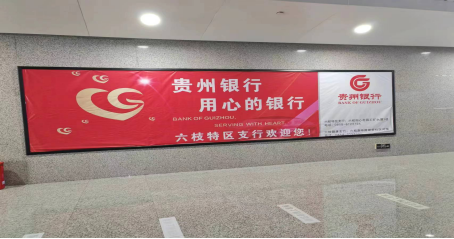 贵州银行
用心的银行
BANK OF GUIZHOU,
SERVING WITH HEART
六枝特区支行欢迎您!
贵州银行
BANK OF GUIZHOU